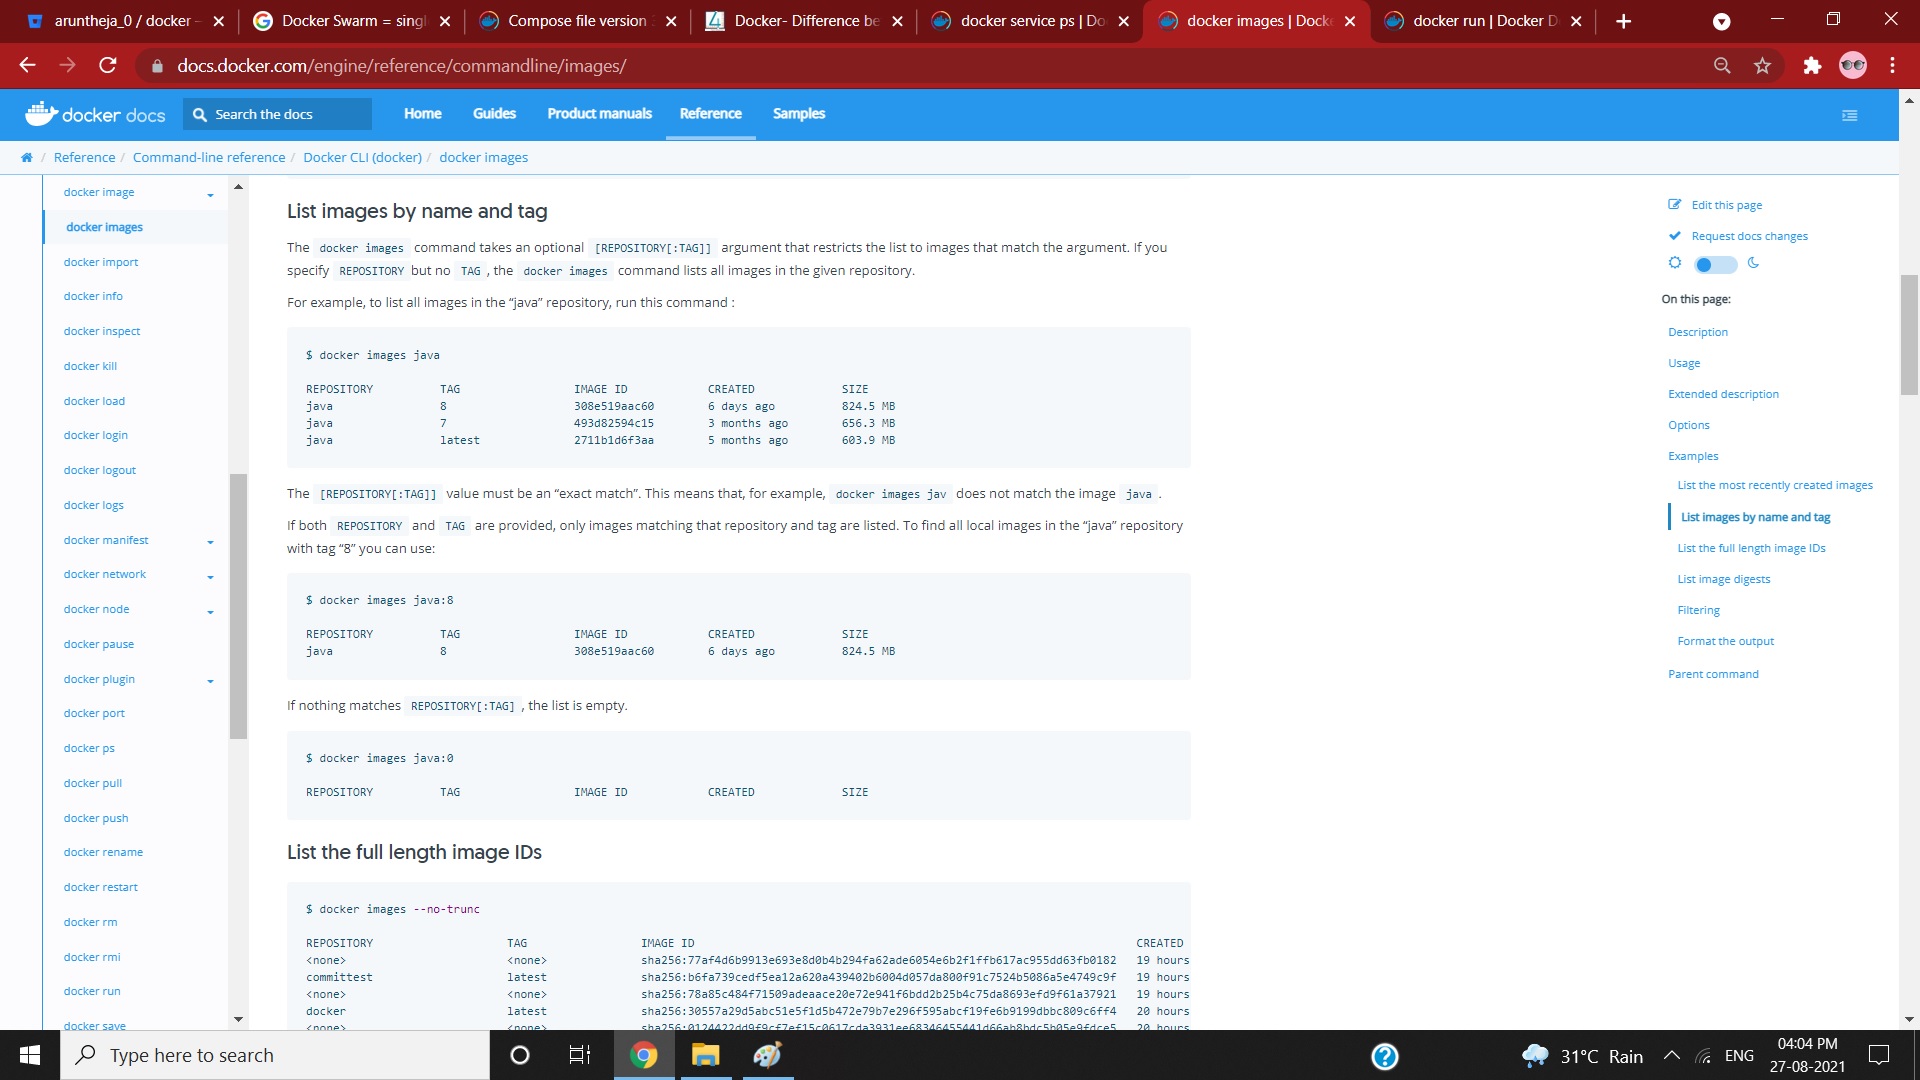 aruntheja_0 / docker –
Docker Swarm = singl
Compose file version 3
Docker- Difference be
docker service ps | Do
docker images | Docke
docker run | Docker D
docs.docker.com/engine/reference/commandline/images/
docker docs
Search the docs
Home
Guides
Product manuals
Reference
Samples
/ Reference / Command-line reference / Docker CLI (docker) / docker images
docker image
docker images
docker import
docker info
docker inspect
docker kill
docker load
docker login
docker logout
docker logs
docker manifest
docker network
docker node
docker pause
docker plugin
docker port
docker ps
docker pull
docker push
docker rename
docker restart
docker rm
docker rmi
docker run
docker save
List images by name and tag
The docker images command takes an optional [REPOSITORY[:TAG]] argument that restricts the list to images that match the argument. If you
specify REPOSITORY but no TAG , the docker images command lists all images in the given repository.
For example, to list all images in the “java” repository, run this command :
$ docker images java
REPOSITORY TAG IMAGE ID CREATED SIZE
java 8 308e519aac60 6 days ago 824.5 MB
java 7 493d82594c15 3 months ago 656.3 MB
java latest 2711b1d6f3aa 5 months ago 603.9 MB
The [REPOSITORY[:TAG]] value must be an “exact match”. This means that, for example, docker images jav does not match the image java .
If both REPOSITORY and TAG are provided, only images matching that repository and tag are listed. To find all local images in the “java” repository
with tag “8” you can use:
$ docker images java:8
REPOSITORY TAG IMAGE ID CREATED SIZE
java 8 308e519aac60 6 days ago 824.5 MB
If nothing matches REPOSITORY[:TAG] , the list is empty.
$ docker images java:0
REPOSITORY TAG IMAGE ID CREATED SIZE
List the full length image IDs
$ docker images --no-trunc
REPOSITORY TAG IMAGE ID CREATED
<none> <none> sha256:77af4d6b9913e693e8d0b4b294fa62ade6054e6b2f1ffb617ac955dd63fb0182 19 hours
committest latest sha256:b6fa739cedf5ea12a620a439402b6004d057da800f91c7524b5086a5e4749c9f 19 hours
<none> <none> sha256:78a85c484f71509adeaace20e72e941f6bdd2b25b4c75da8693efd9f61a37921 19 hours
docker latest sha256:30557a29d5abc51e5f1d5b472e79b7e296f595abcf19fe6b9199dbbc809c6ff4 20 hours
<none> <none> sha256:0124422dd9f9cf7ef15c0617cda3931ee68346455441d66ab8bdc5b05e9fdce5 20 hours
Edit this page
Request docs changes
On this page:
Description
Usage
Extended description
Options
Examples
List the most recently created images
List images by name and tag
List the full length image IDs
List image digests
Filtering
Format the output
Parent command
Type here to search
31°C Rain
ENG
04:04 PM
27-08-2021